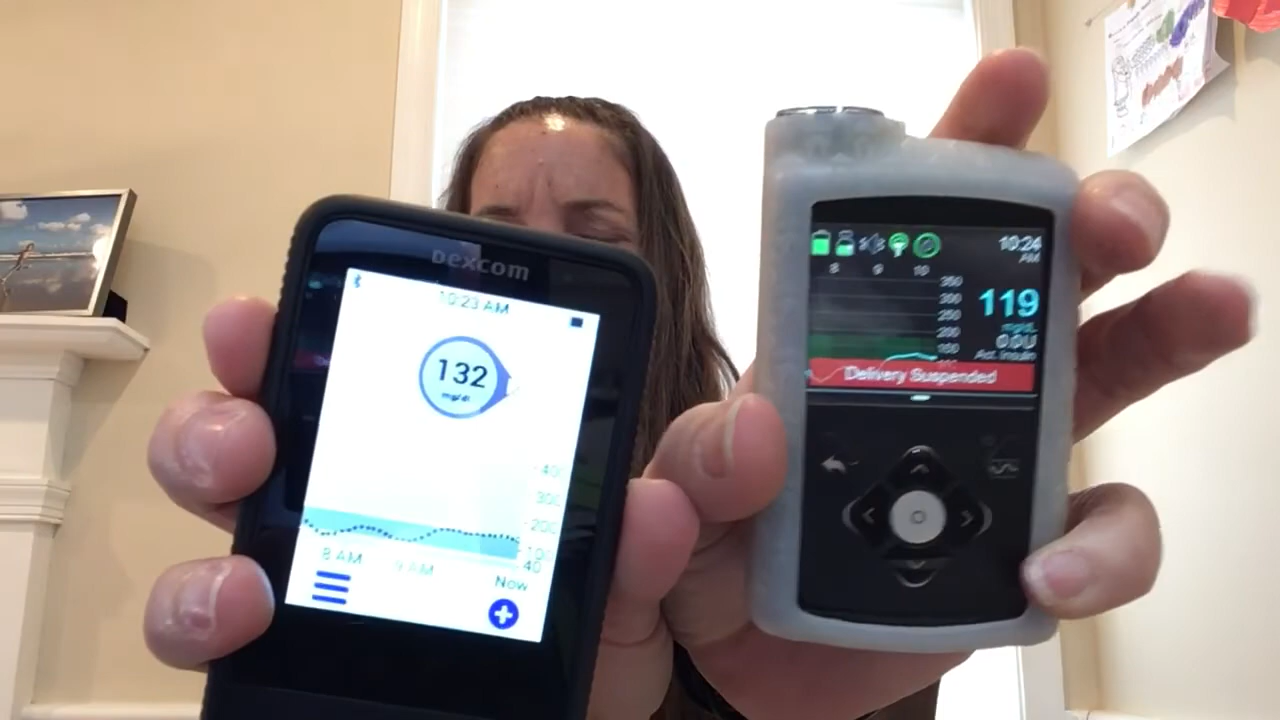 Dexcom
10:23 AM
132
mg/dL
400
300
200
100
40
8 AM
9 AM
Now
10:24
AM
8 9 10
350
300
250
200
150
119
mg/dL
0.0U
Act. Insulin
Delivery Suspended